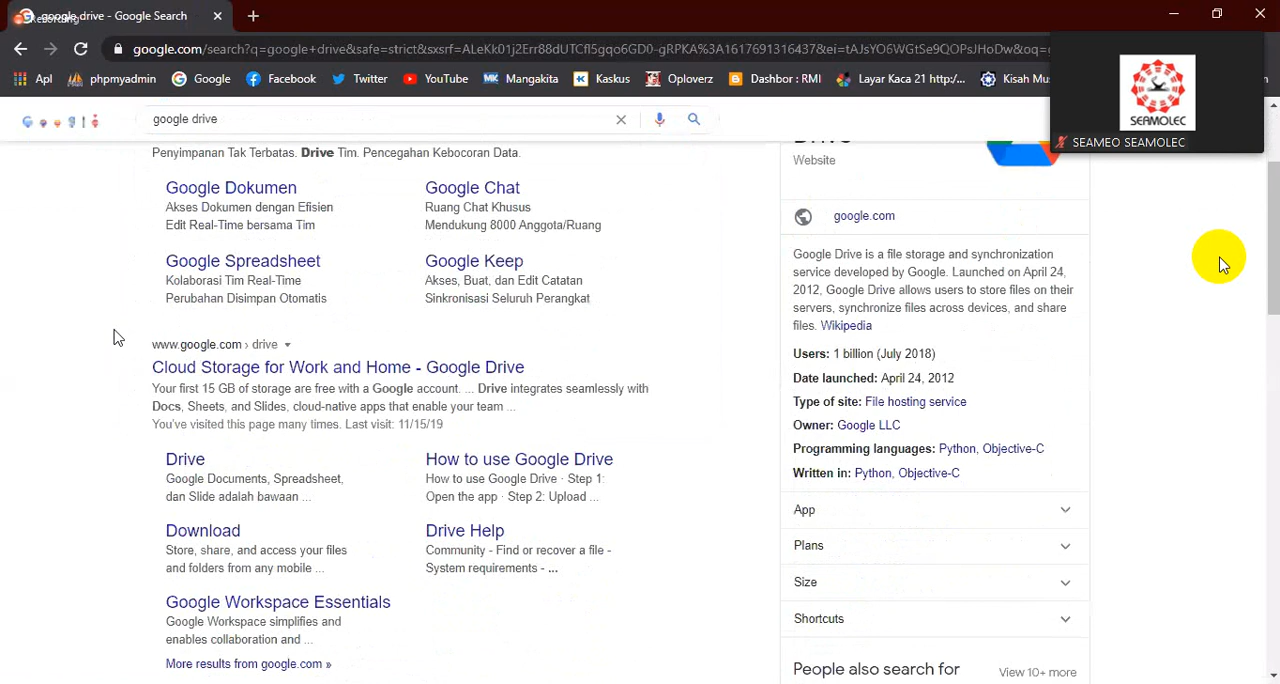 google drive - Google Search
google.com/search?q=google+drive&safe=strict&sxsrf=ALeKk01j2Err88dUTCfl5gqo6GD0-gRPKA%3A1617691316437&ei=tAJsYO6WGtSe9QOPsJHoDw&oq=
Apl phpmyadmin Google Facebook Twitter YouTube Mangakita Kaskus Oploverz Dashbor : RMI Layar Kaca 21 http:/... Kisah Mus
SEAMOLEC
SEAMEO SEAMOLEC
google drive
Penyimpanan Tak Terbatas. Drive Tim. Pencegahan Kebocoran Data.
Google Dokumen
Akses Dokumen dengan Efisien
Edit Real-Time bersama Tim
Google Chat
Ruang Chat Khusus
Mendukung 8000 Anggota/Ruang
Google Spreadsheet
Kolaborasi Tim Real-Time
Perubahan Disimpan Otomatis
Google Keep
Akses, Buat, dan Edit Catatan
Sinkronisasi Seluruh Perangkat
www.google.com › drive
Cloud Storage for Work and Home - Google Drive
Your first 15 GB of storage are free with a Google account. ... Drive integrates seamlessly with
Docs, Sheets, and Slides, cloud-native apps that enable your team ...
You've visited this page many times. Last visit: 11/15/19
Drive
Google Documents, Spreadsheet,
dan Slide adalah bawaan ...
How to use Google Drive
How to use Google Drive · Step 1:
Open the app · Step 2: Upload ...
Download
Store, share, and access your files
and folders from any mobile ...
Drive Help
Community - Find or recover a file -
System requirements - ...
Google Workspace Essentials
Google Workspace simplifies and
enables collaboration and ...
More results from google.com »
Website
google.com
Google Drive is a file storage and synchronization
service developed by Google. Launched on April 24,
2012, Google Drive allows users to store files on their
servers, synchronize files across devices, and share
files. Wikipedia
Users: 1 billion (July 2018)
Date launched: April 24, 2012
Type of site: File hosting service
Owner: Google LLC
Programming languages: Python, Objective-C
Written in: Python, Objective-C
App
Plans
Size
Shortcuts
People also search for
View 10+ more